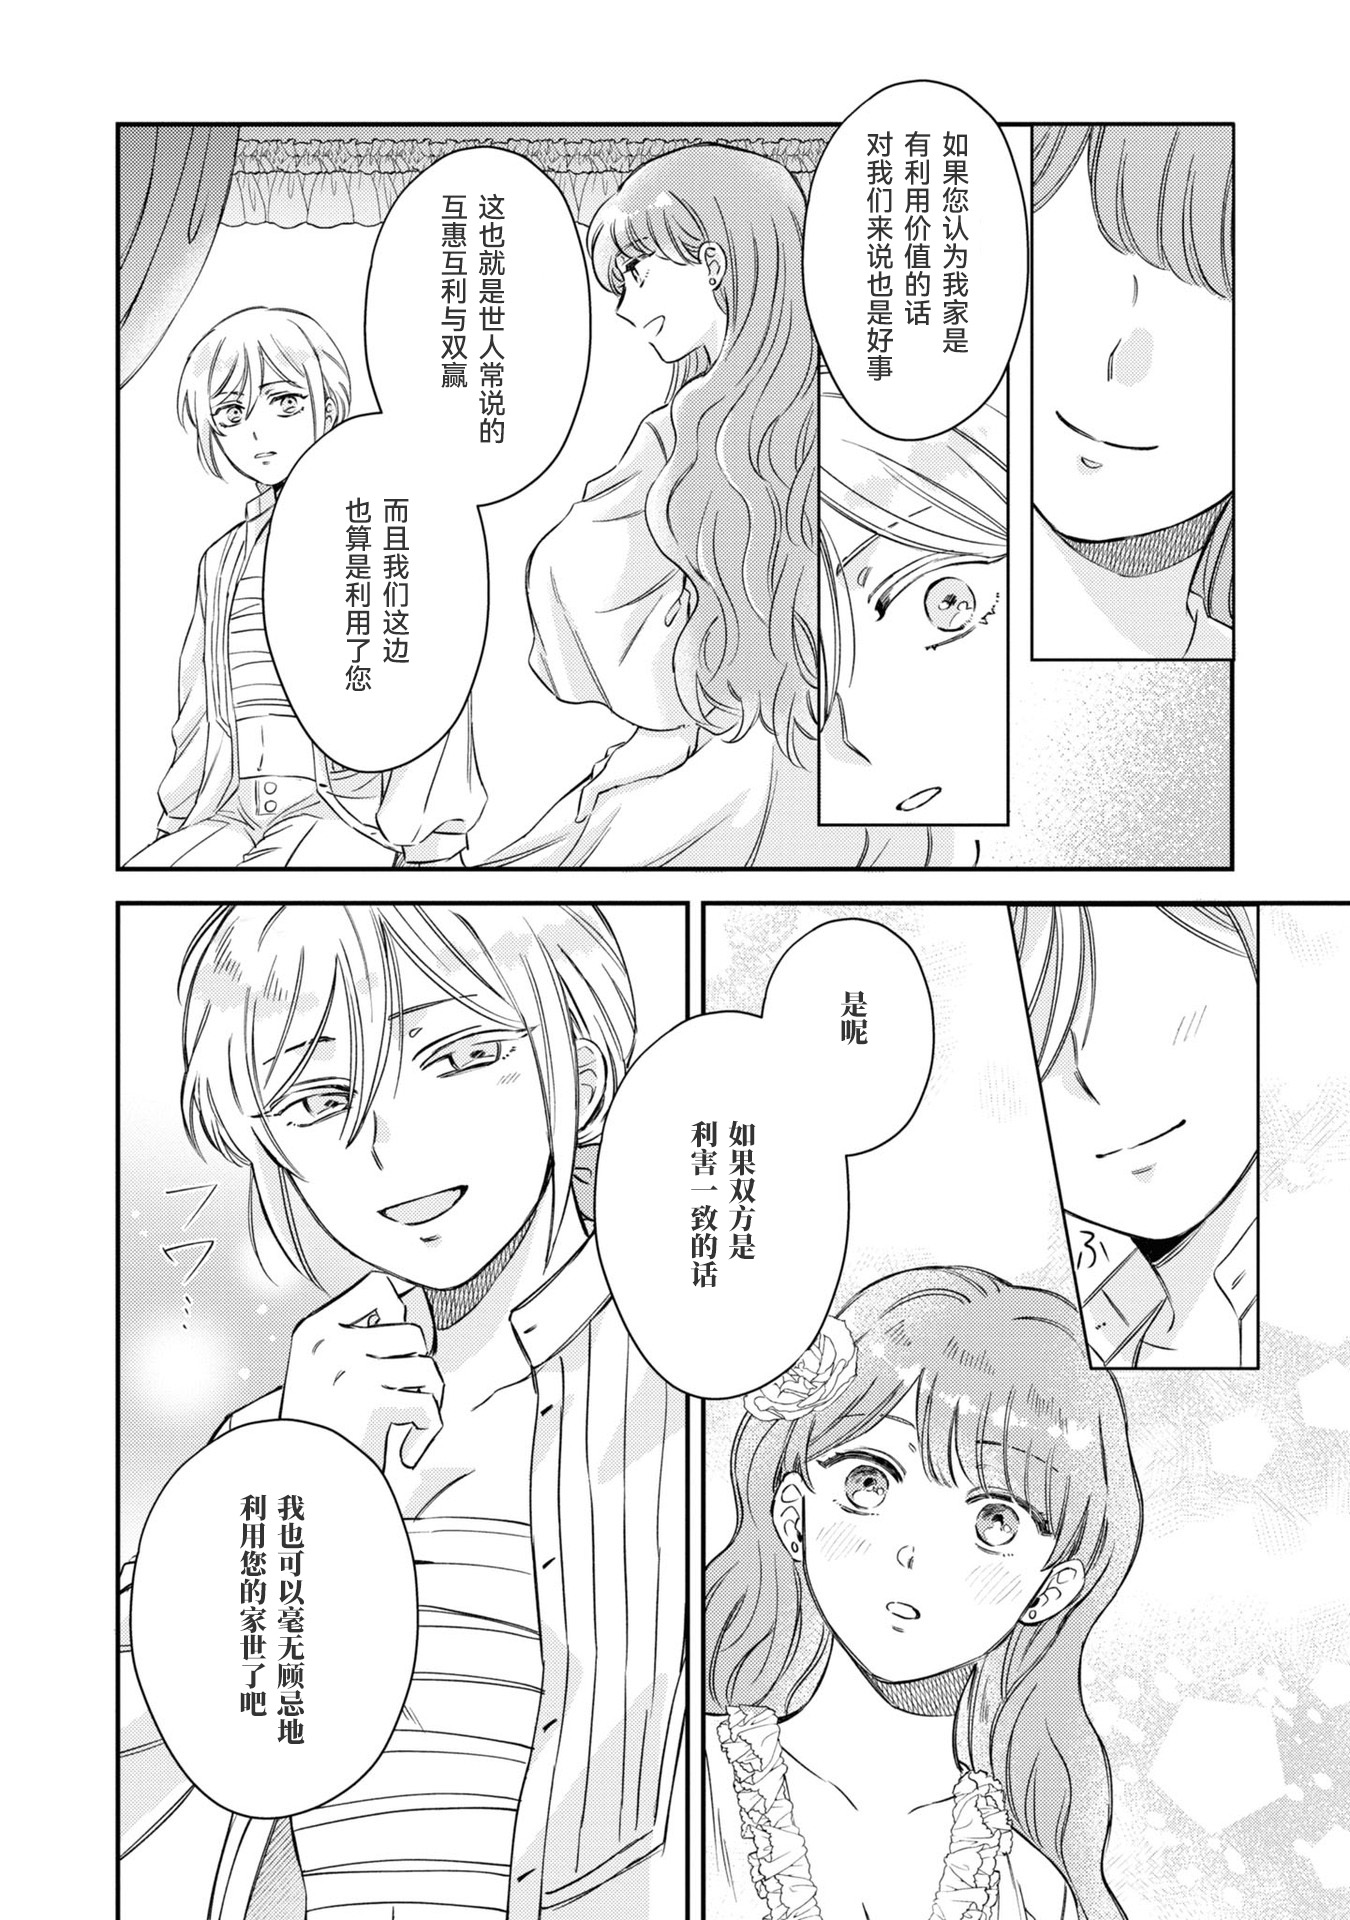 如果您认为我家是
有利用价值的话
对我们来说也是好事
这也就是世人常说的
互惠互利与双赢
而且我们这边
也算是利用了您
ふ
是呢
如果双方是
利害一致的话
フフ…
我也可以毫无顾忌地
利用您的家世了吧